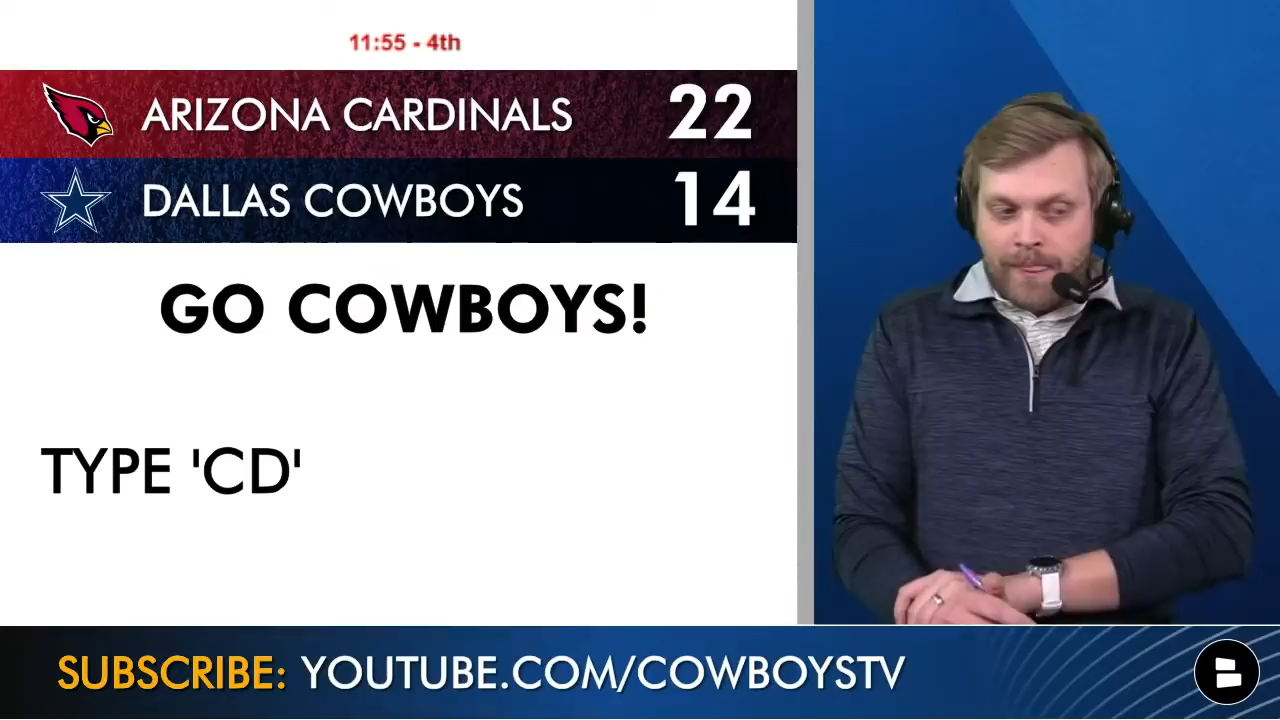 11:55 - 4th
ARIZONA CARDINALS 22
DALLAS COWBOYS 14
GO COWBOYS!
TYPE 'CD'
SUBSCRIBE: YOUTUBE.COM/COWBOYSTV